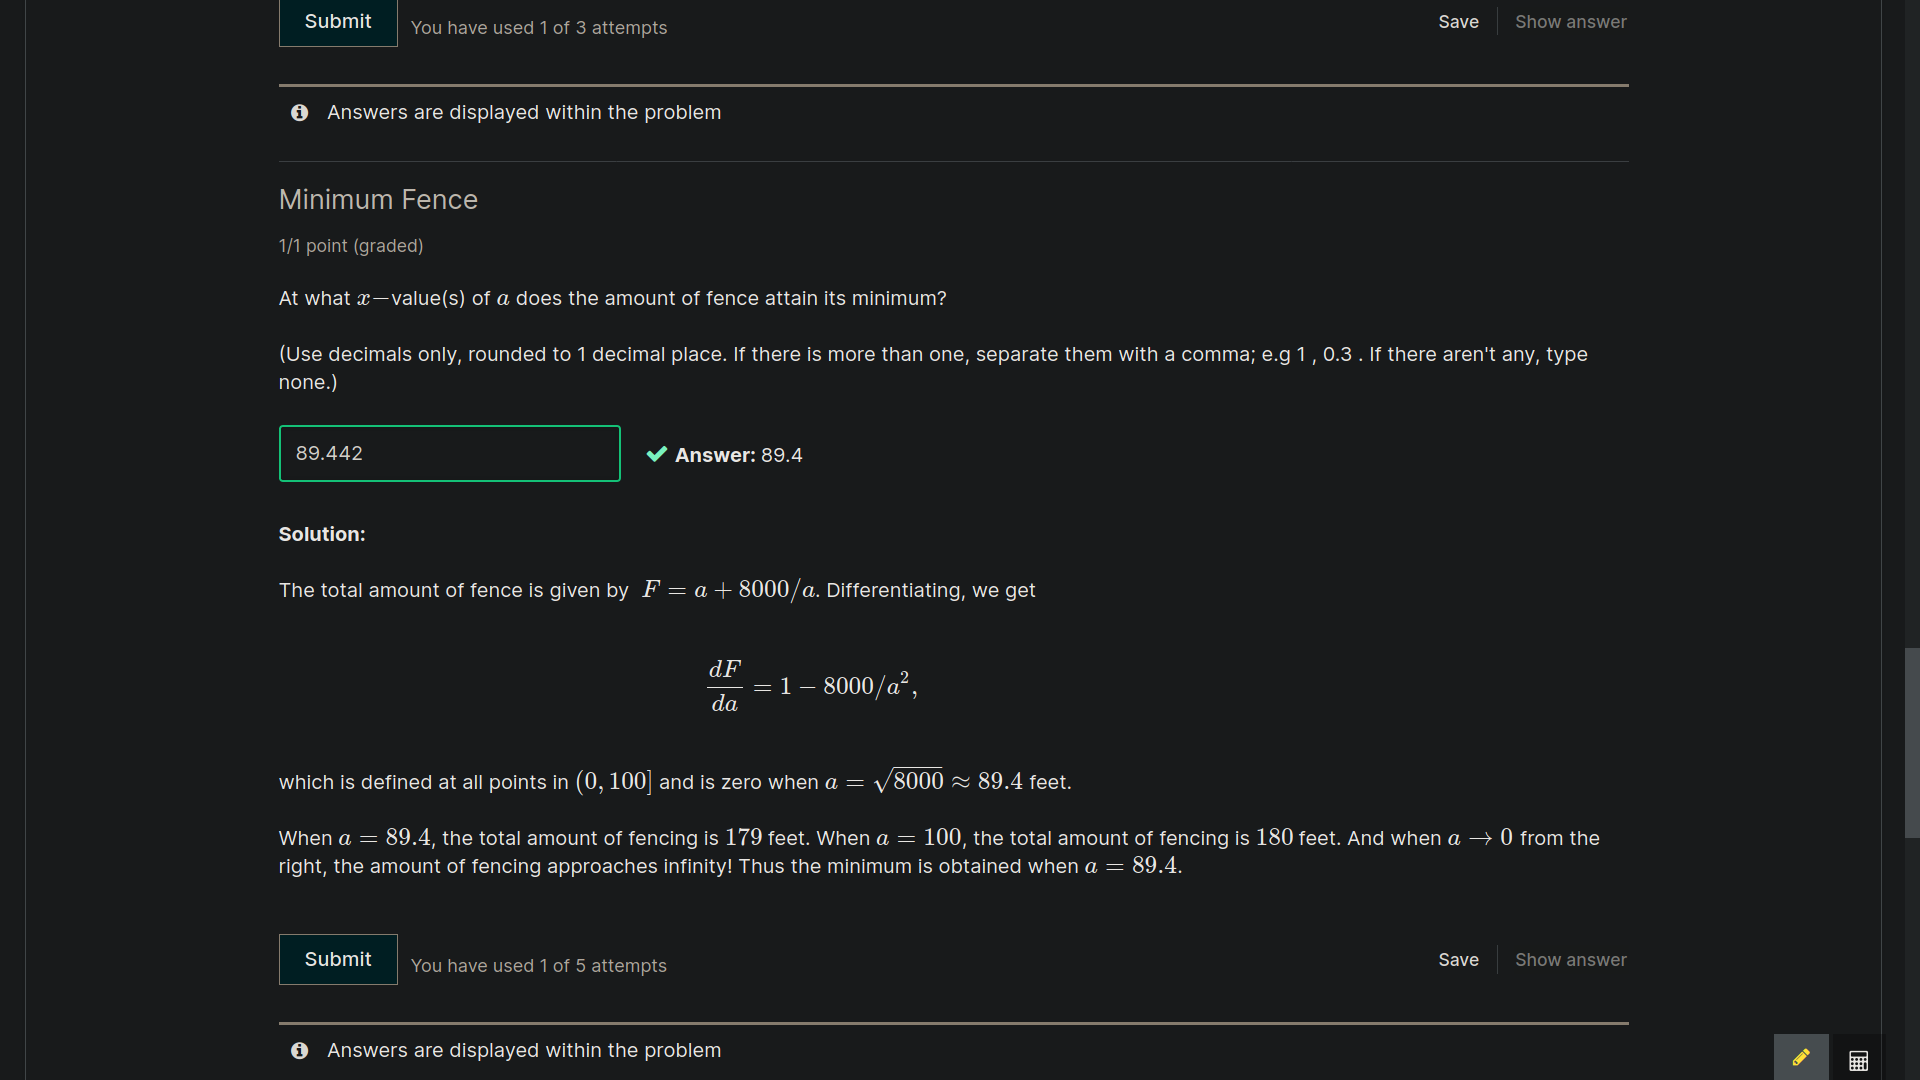 Submit You have used 1 of 3 attempts Save Show answer
Answers are displayed within the problem
Minimum Fence
1/1 point (graded)
At what x−value(s) of a does the amount of fence attain its minimum?
(Use decimals only, rounded to 1 decimal place. If there is more than one, separate them with a comma; e.g 1 , 0.3 . If there aren't any, type
none.)
89.442 Answer: 89.4
Solution:
The total amount of fence is given by F = a + 8000/a. Differentiating, we get
dF/da = 1 − 8000/a²,
which is defined at all points in (0, 100] and is zero when a = √8000 ≈ 89.4 feet.
When a = 89.4, the total amount of fencing is 179 feet. When a = 100, the total amount of fencing is 180 feet. And when a → 0 from the
right, the amount of fencing approaches infinity! Thus the minimum is obtained when a = 89.4.
Submit You have used 1 of 5 attempts Save Show answer
Answers are displayed within the problem